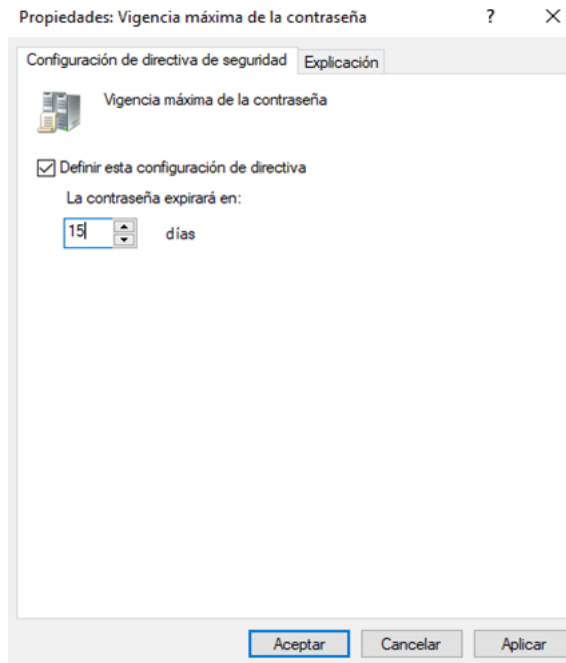 Propiedades: Vigencia máxima de la contraseña ? ×
Configuración de directiva de seguridad Explicación
Vigencia máxima de la contraseña
Definir esta configuración de directiva
La contraseña expirará en:
15 días
Aceptar Cancelar Aplicar